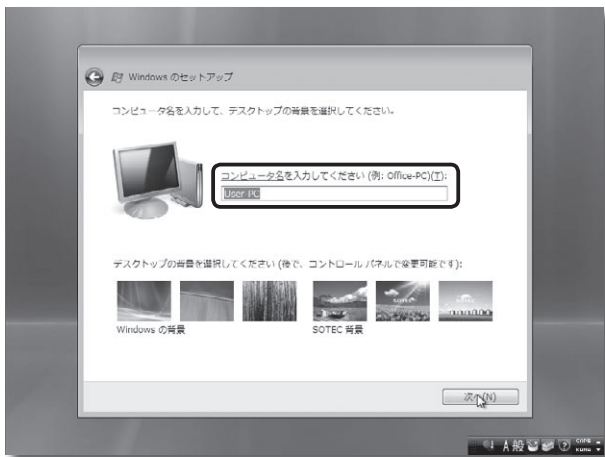 Windows のセットアップ
コンピュータ名を入力して、デスクトップの背景を選択してください。
コンピュータ名を入力してください (例: Office-PC)(T):
User-PC
デスクトップの背景を選択してください (後で、コントロール パネルで変更可能です):
Windows の背景
SOTEC 背景
次へ(N)
A 般
CAPS
KANA